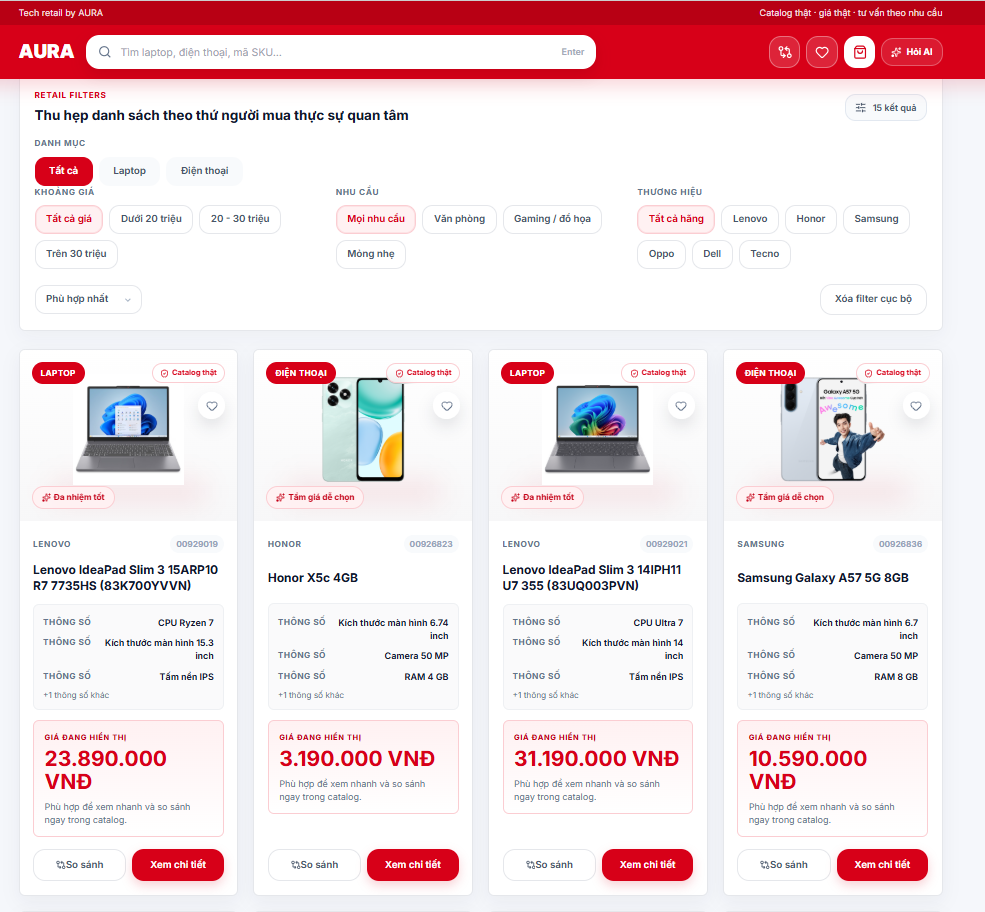 Tech retail by AURA
Catalog thật · giá thật · tư vấn theo nhu cầu
AURA
Tìm laptop, điện thoại, mã SKU...
Enter
Hỏi AI
RETAIL FILTERS
Thu hẹp danh sách theo thứ người mua thực sự quan tâm
15 kết quả
DANH MỤC
Tất cả
Laptop
Điện thoại
KHOẢNG GIÁ
NHU CẦU
THƯƠNG HIỆU
Tất cả giá
Dưới 20 triệu
20 - 30 triệu
Mọi nhu cầu
Văn phòng
Gaming / đồ họa
Tất cả hãng
Lenovo
Honor
Samsung
Trên 30 triệu
Mỏng nhẹ
Oppo
Dell
Tecno
Phù hợp nhất
Xóa filter cục bộ
LAPTOP
Catalog thật
Đa nhiệm tốt
LENOVO
00929019
Lenovo IdeaPad Slim 3 15ARP10
R7 7735HS (83K700YVVN)
THÔNG SỐ
CPU Ryzen 7
THÔNG SỐ
Kích thước màn hình 15.3
inch
THÔNG SỐ
Tấm nền IPS
+1 thông số khác
GIÁ ĐANG HIỂN THỊ
23.890.000
VNĐ
Phù hợp để xem nhanh và so sánh
ngay trong catalog.
So sánh
Xem chi tiết
ĐIỆN THOẠI
Catalog thật
Tầm giá dễ chọn
HONOR
00926823
Honor X5c 4GB
THÔNG SỐ
Kích thước màn hình 6.74
inch
THÔNG SỐ
Camera 50 MP
THÔNG SỐ
RAM 4 GB
+1 thông số khác
GIÁ ĐANG HIỂN THỊ
3.190.000 VNĐ
Phù hợp để xem nhanh và so sánh
ngay trong catalog.
So sánh
Xem chi tiết
LAPTOP
Catalog thật
Đa nhiệm tốt
LENOVO
00929021
Lenovo IdeaPad Slim 3 14IPH11
U7 355 (83UQ003PVN)
THÔNG SỐ
CPU Ultra 7
THÔNG SỐ
Kích thước màn hình 14
inch
THÔNG SỐ
Tấm nền IPS
+1 thông số khác
GIÁ ĐANG HIỂN THỊ
31.190.000 VNĐ
Phù hợp để xem nhanh và so sánh
ngay trong catalog.
So sánh
Xem chi tiết
ĐIỆN THOẠI
Catalog thật
Galaxy A57 5G
Awesome
Tầm giá dễ chọn
SAMSUNG
00926836
Samsung Galaxy A57 5G 8GB
THÔNG SỐ
Kích thước màn hình 6.7
inch
THÔNG SỐ
Camera 50 MP
THÔNG SỐ
RAM 8 GB
+1 thông số khác
GIÁ ĐANG HIỂN THỊ
10.590.000
VNĐ
Phù hợp để xem nhanh và so sánh
ngay trong catalog.
So sánh
Xem chi tiết